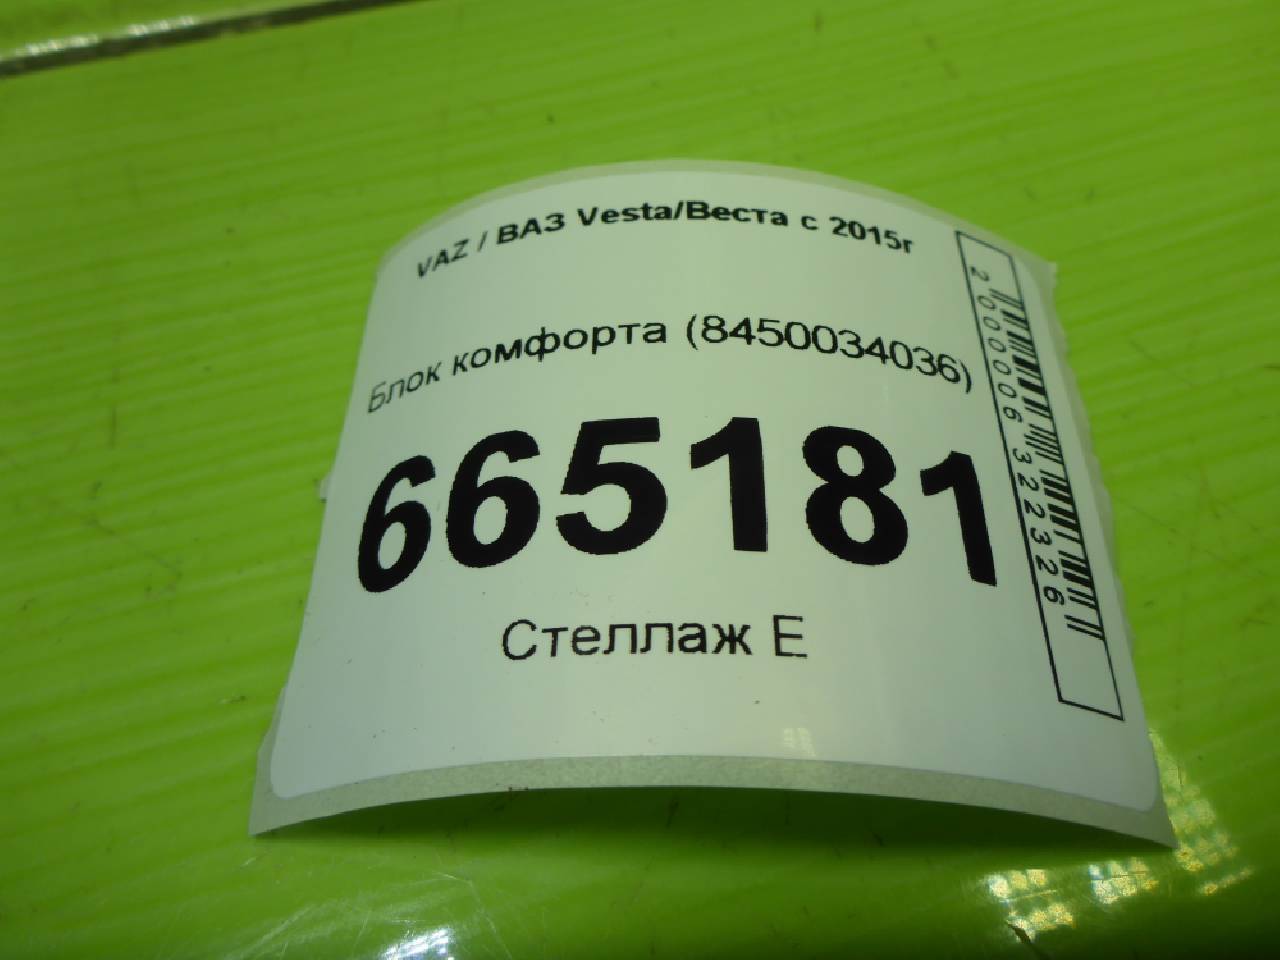 VAZ / ВАЗ Vesta/Веста с 2015г
Блок комфорта (8450034036)
665181
Стеллаж Е
2000006322326